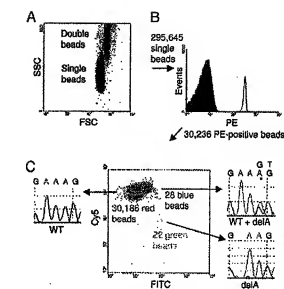 A
Double
beads
Single
beads
SSC
FSC
B
295,645
single
beads
Events
PE
30,236 PE-positive beads
C
G A A A G
WT
Cy5
30,186 red
beads
28 blue
beads
22 green
beads
FITC
G T
G A A A G
WT + delA
G A A G
delA